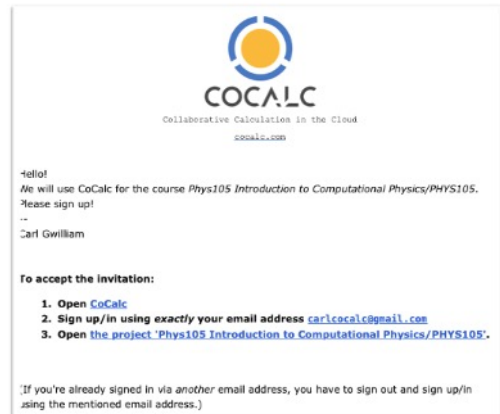 COCALC
Collaborative Calculation in the Cloud
cocalc.com
Hello!
We will use CoCalc for the course Phys105 Introduction to Computational Physics/PHYS105.
Please sign up!
--
Carl Gwilliam
To accept the invitation:
1. Open CoCalc
2. Sign up/in using exactly your email address carlcocalc@gmail.com
3. Open the project 'Phys105 Introduction to Computational Physics/PHYS105'.
(If you're already signed in via another email address, you have to sign out and sign up/in
using the mentioned email address.)